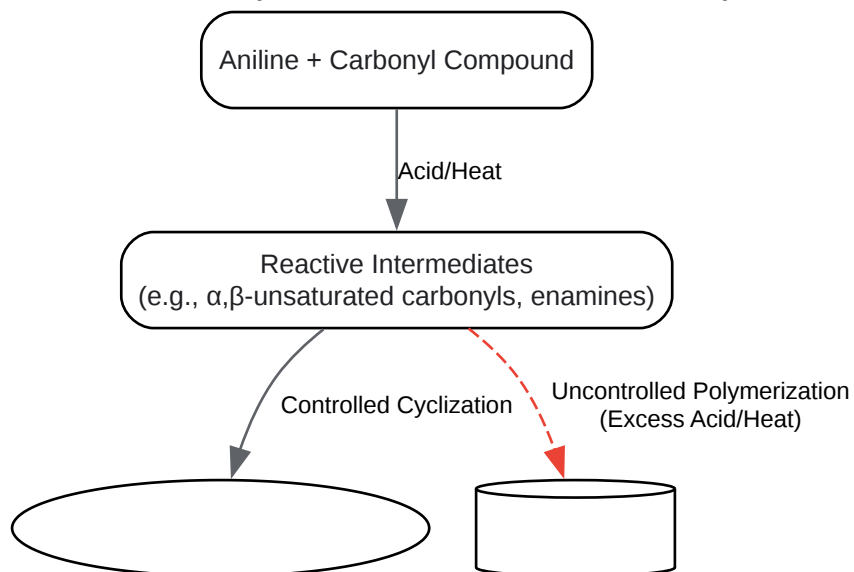 Aniline + Carbonyl Compound
Acid/Heat
Reactive Intermediates
(e.g., α,β-unsaturated carbonyls, enamines)
Controlled Cyclization
Uncontrolled Polymerization
(Excess Acid/Heat)